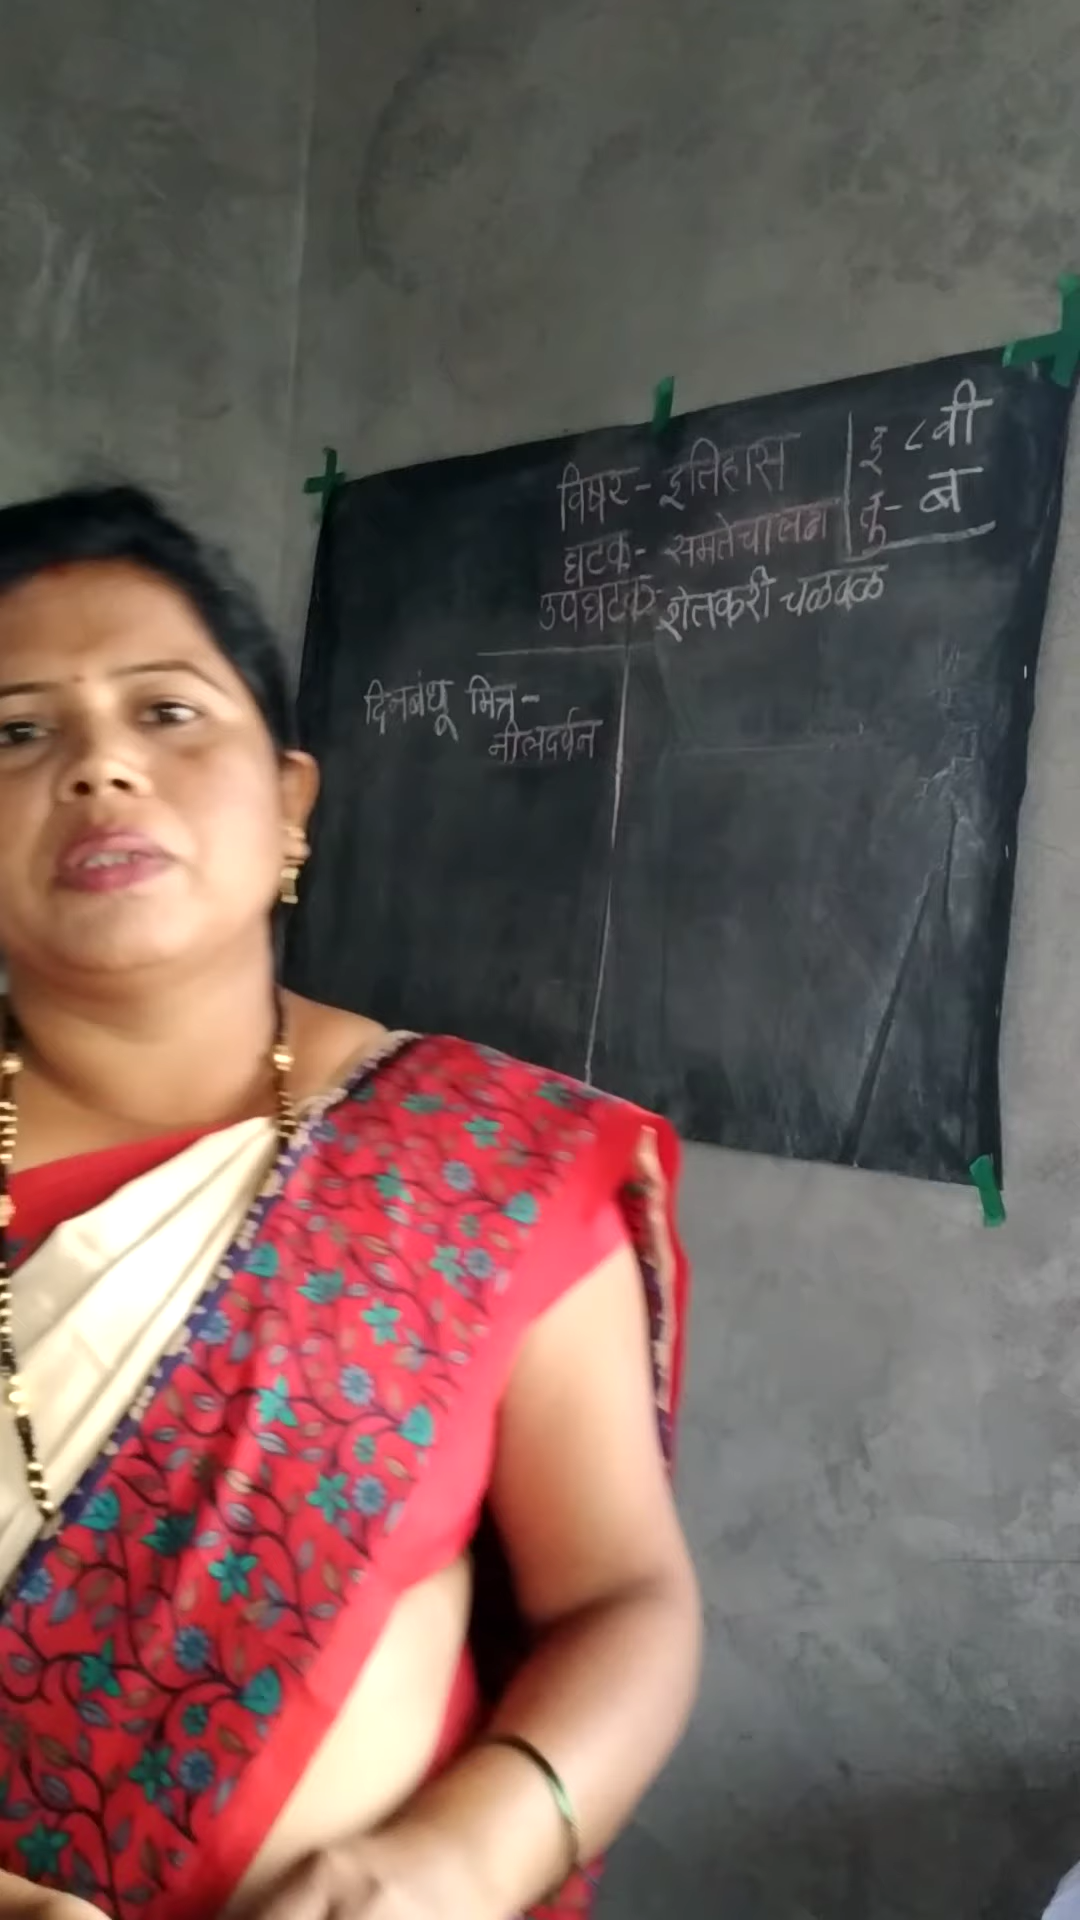 विषय - इतिहास
घटक - समतेचा लढा
उपघटक - शेतकरी चळवळ
इ ८वी
तु - ब
दिनबंधू मित्र -
नीलदर्पन